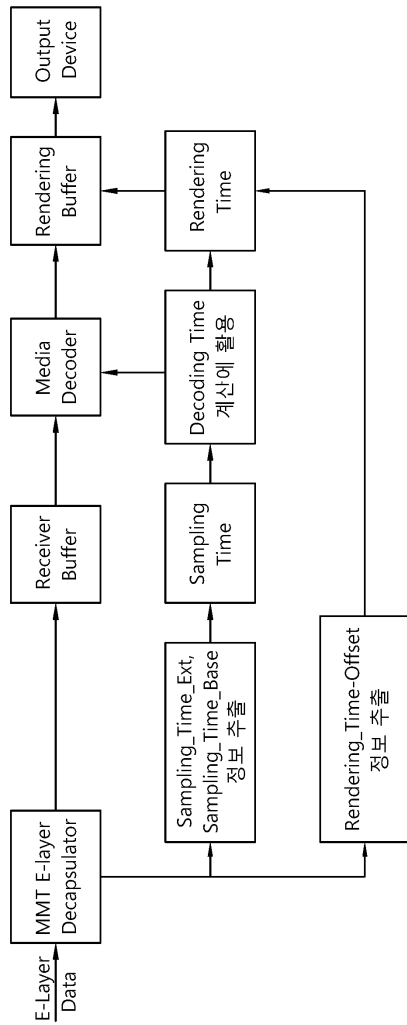 E-Layer
Data
MMT E-layer
Decapsulator
Receiver
Buffer
Media
Decoder
Rendering
Buffer
Output
Device
Sampling_Time_Ext,
Sampling_Time_Base
정보 추출
Sampling
Time
Decoding Time
계산에 활용
Rendering
Time
Rendering_Time-Offset
정보 추출